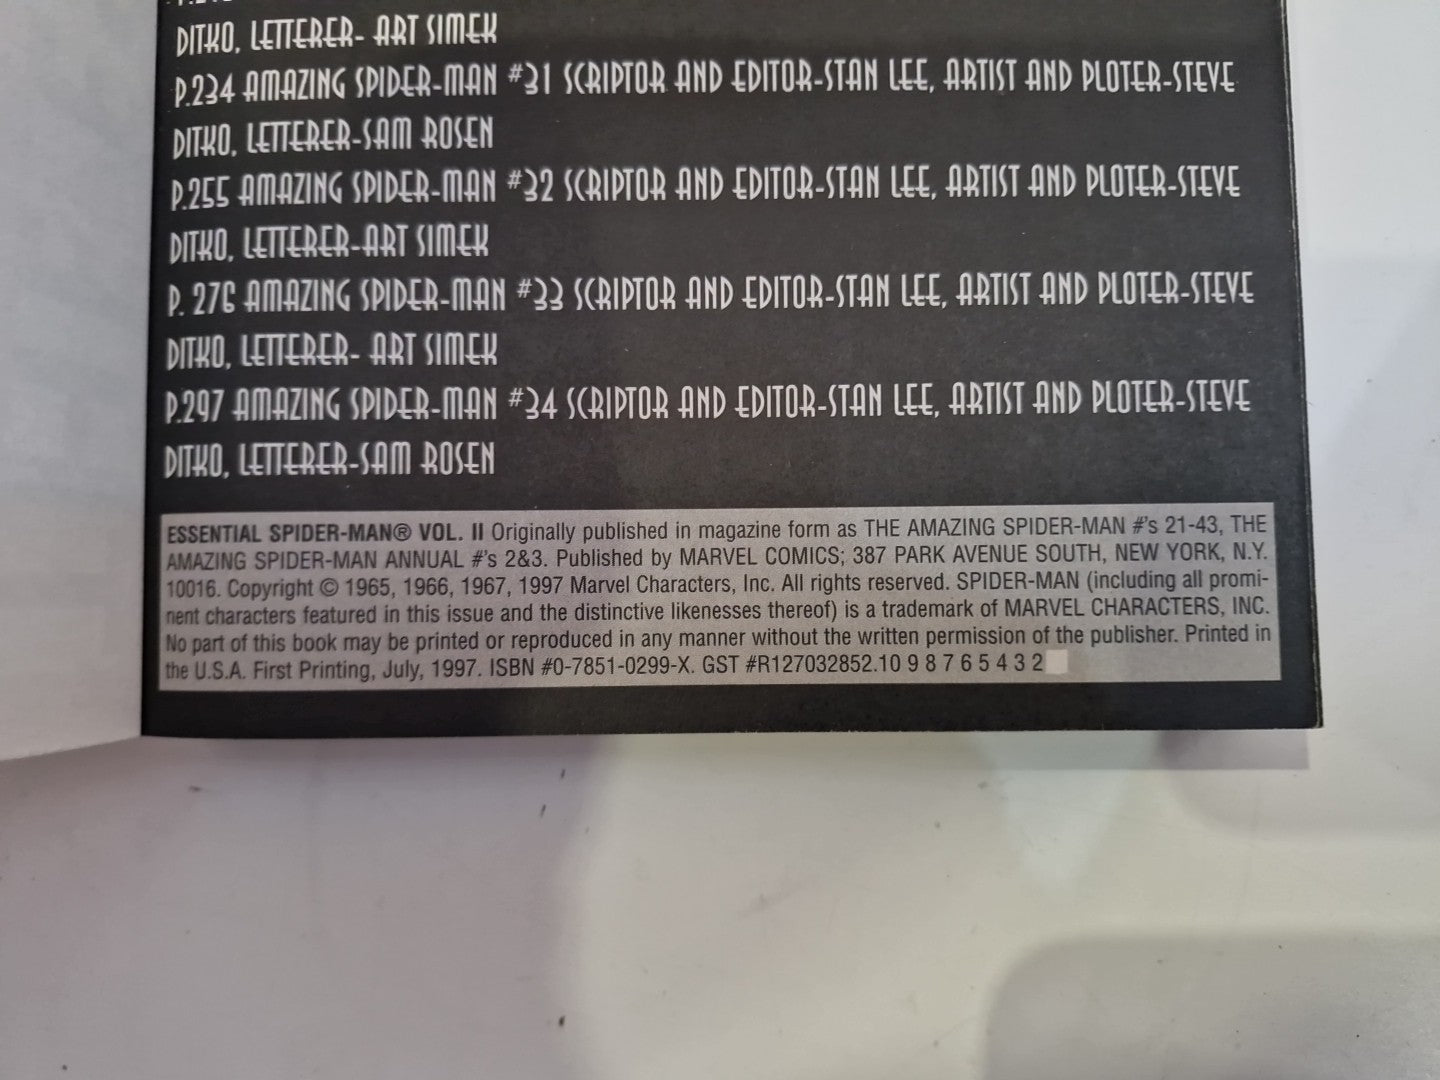 DITKO, LETTERER- ART SIMEK
P.234 AMAZING SPIDER-MAN #31 SCRIPTOR AND EDITOR-STAN LEE, ARTIST AND PLOTER-STEVE
DITKO, LETTERER-SAM ROSEN
P.255 AMAZING SPIDER-MAN #32 SCRIPTOR AND EDITOR-STAN LEE, ARTIST AND PLOTER-STEVE
DITKO, LETTERER-ART SIMEK
P. 276 AMAZING SPIDER-MAN #33 SCRIPTOR AND EDITOR-STAN LEE, ARTIST AND PLOTER-STEVE
DITKO, LETTERER- ART SIMEK
P.297 AMAZING SPIDER-MAN #34 SCRIPTOR AND EDITOR-STAN LEE, ARTIST AND PLOTER-STEVE
DITKO, LETTERER-SAM ROSEN
ESSENTIAL SPIDER-MAN® VOL. II Originally published in magazine form as THE AMAZING SPIDER-MAN #'s 21-43, THE
AMAZING SPIDER-MAN ANNUAL #'s 2&3. Published by MARVEL COMICS; 387 PARK AVENUE SOUTH, NEW YORK, N.Y.
10016. Copyright © 1965, 1966, 1967, 1997 Marvel Characters, Inc. All rights reserved. SPIDER-MAN (including all promi-
nent characters featured in this issue and the distinctive likenesses thereof) is a trademark of MARVEL CHARACTERS, INC.
No part of this book may be printed or reproduced in any manner without the written permission of the publisher. Printed in
the U.S.A. First Printing, July, 1997. ISBN #0-7851-0299-X. GST #R127032852.10 9 8 7 6 5 4 3 2